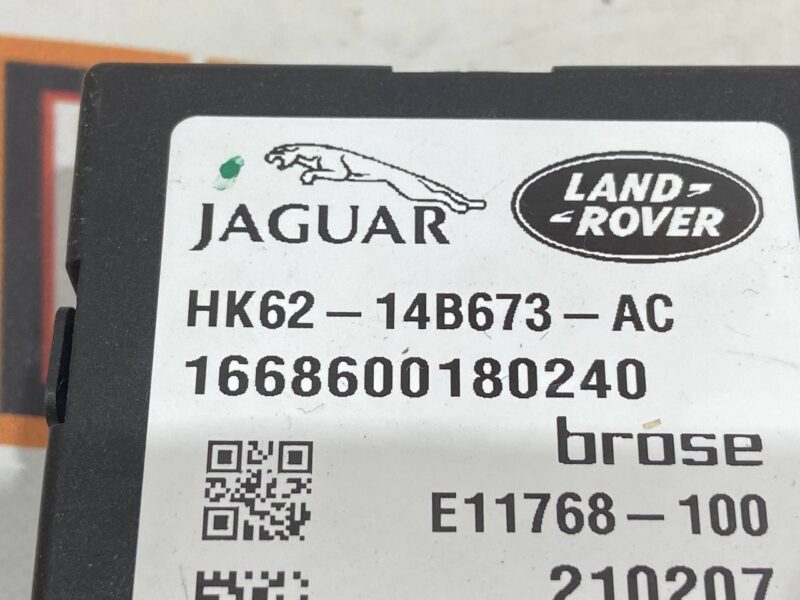 JAGUAR
LAND
ROVER
HK62-14B673-AC
1668600180240
brose
E11768-100
210207